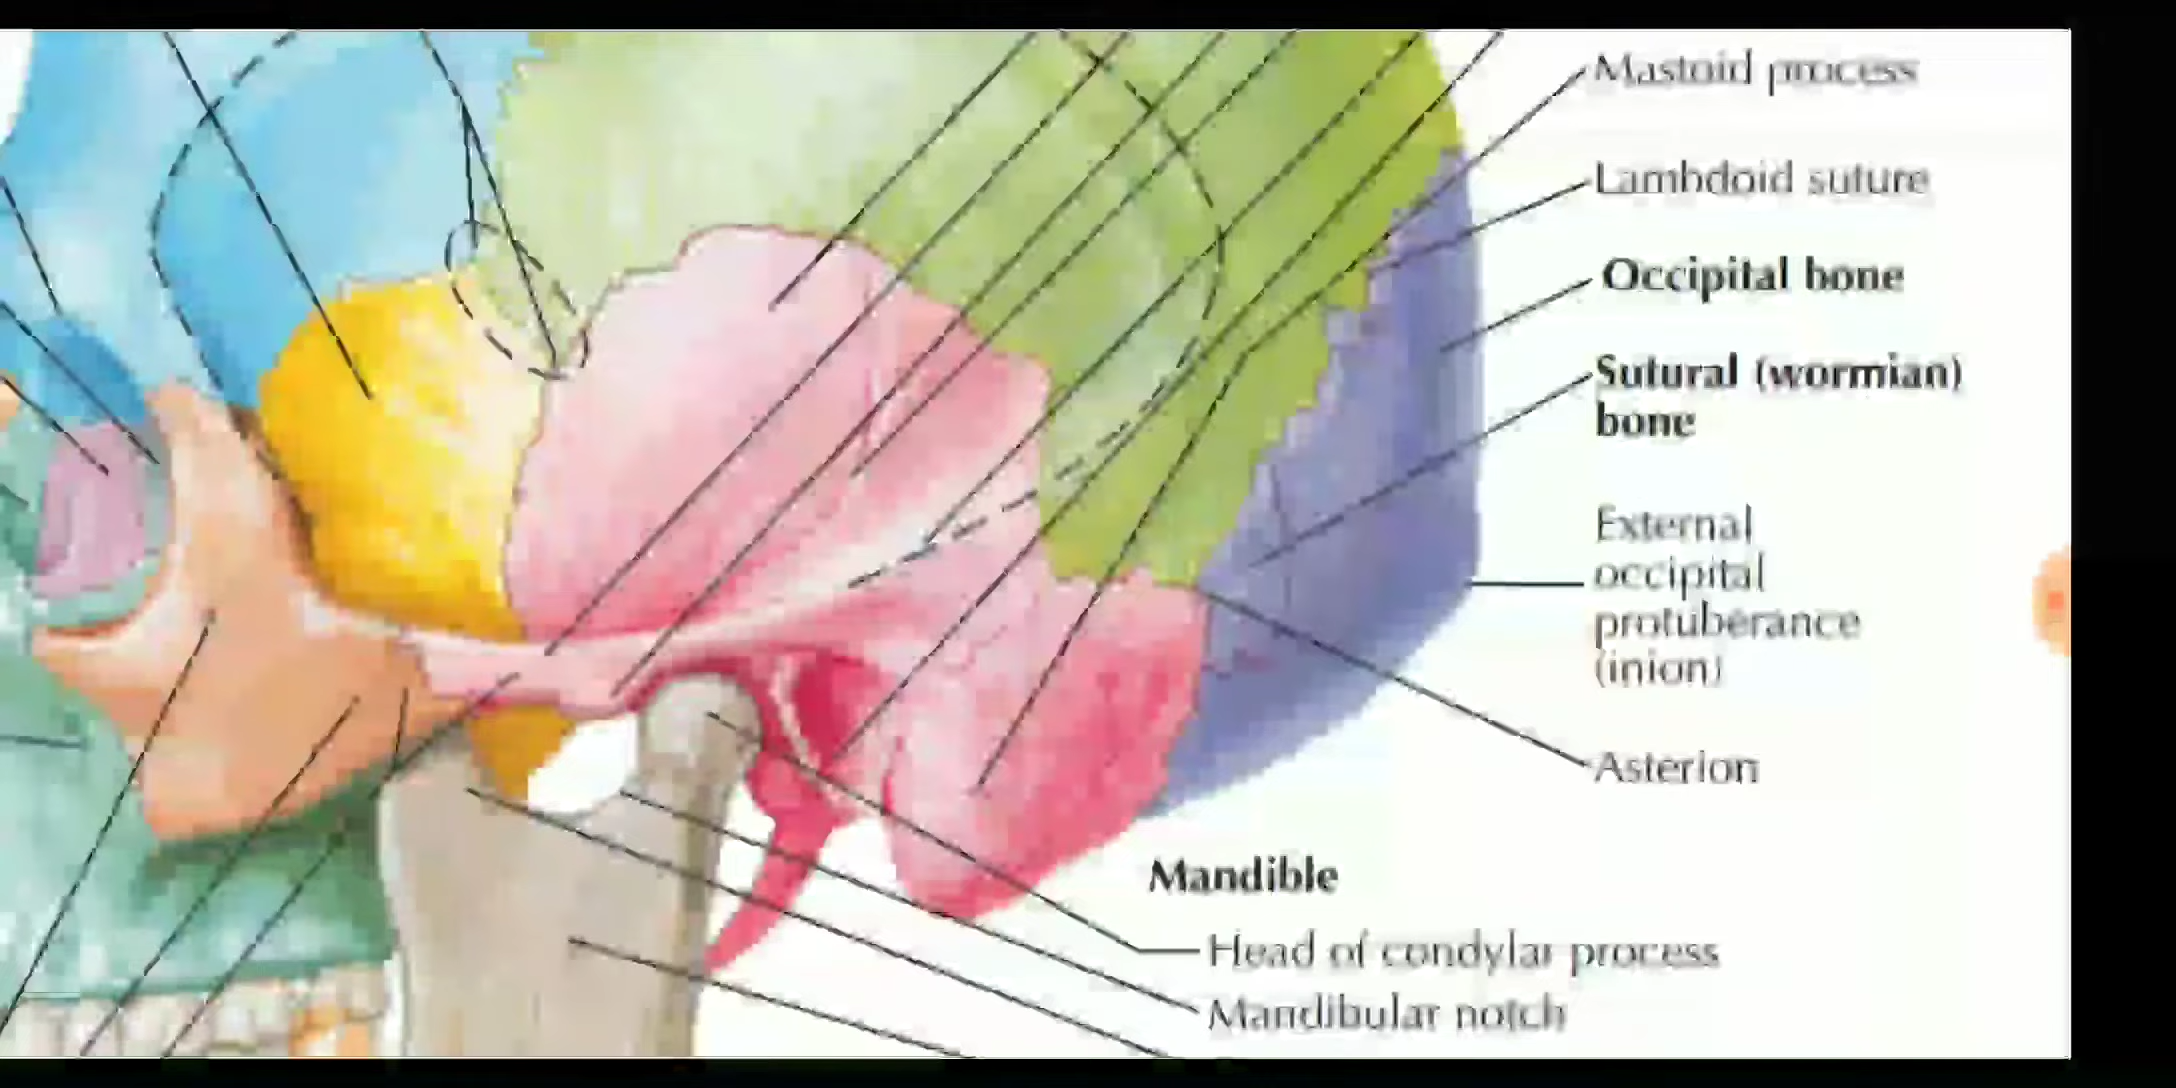 Mastoid process
Lambdoid suture
Occipital bone
Sutural (wormian)
bone
External
occipital
protuberance
(inion)
Asterion
Mandible
Head of condylar process
Mandibular notch